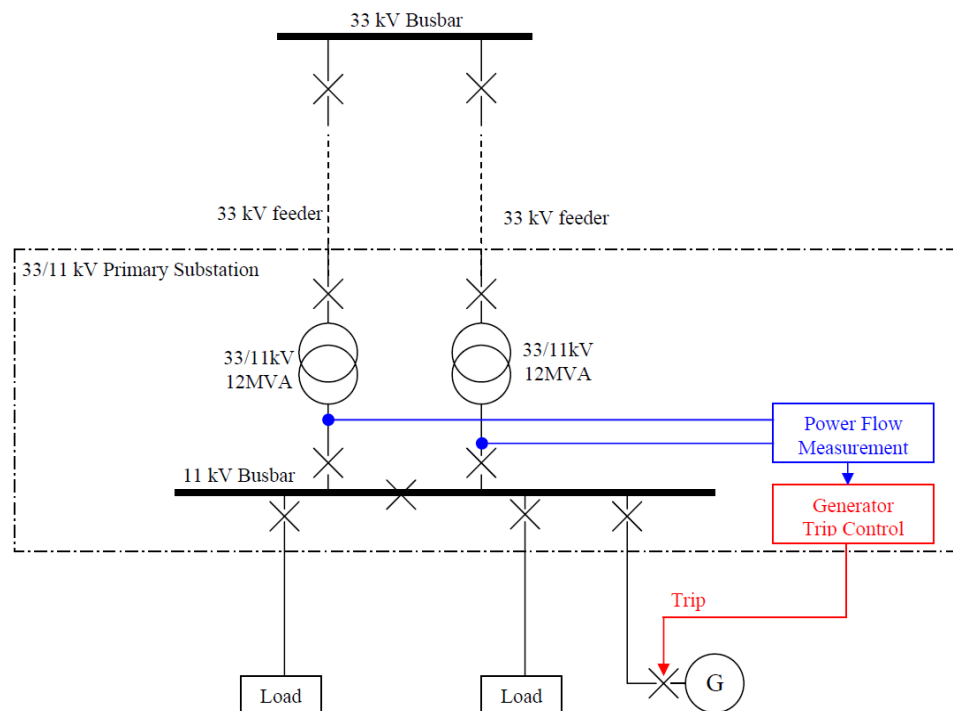 33 kV Busbar
33 kV feeder
33 kV feeder
33/11 kV Primary Substation
33/11kV
12MVA
33/11kV
12MVA
Power Flow
Measurement
11 kV Busbar
Generator
Trip Control
Trip
G
Load
Load